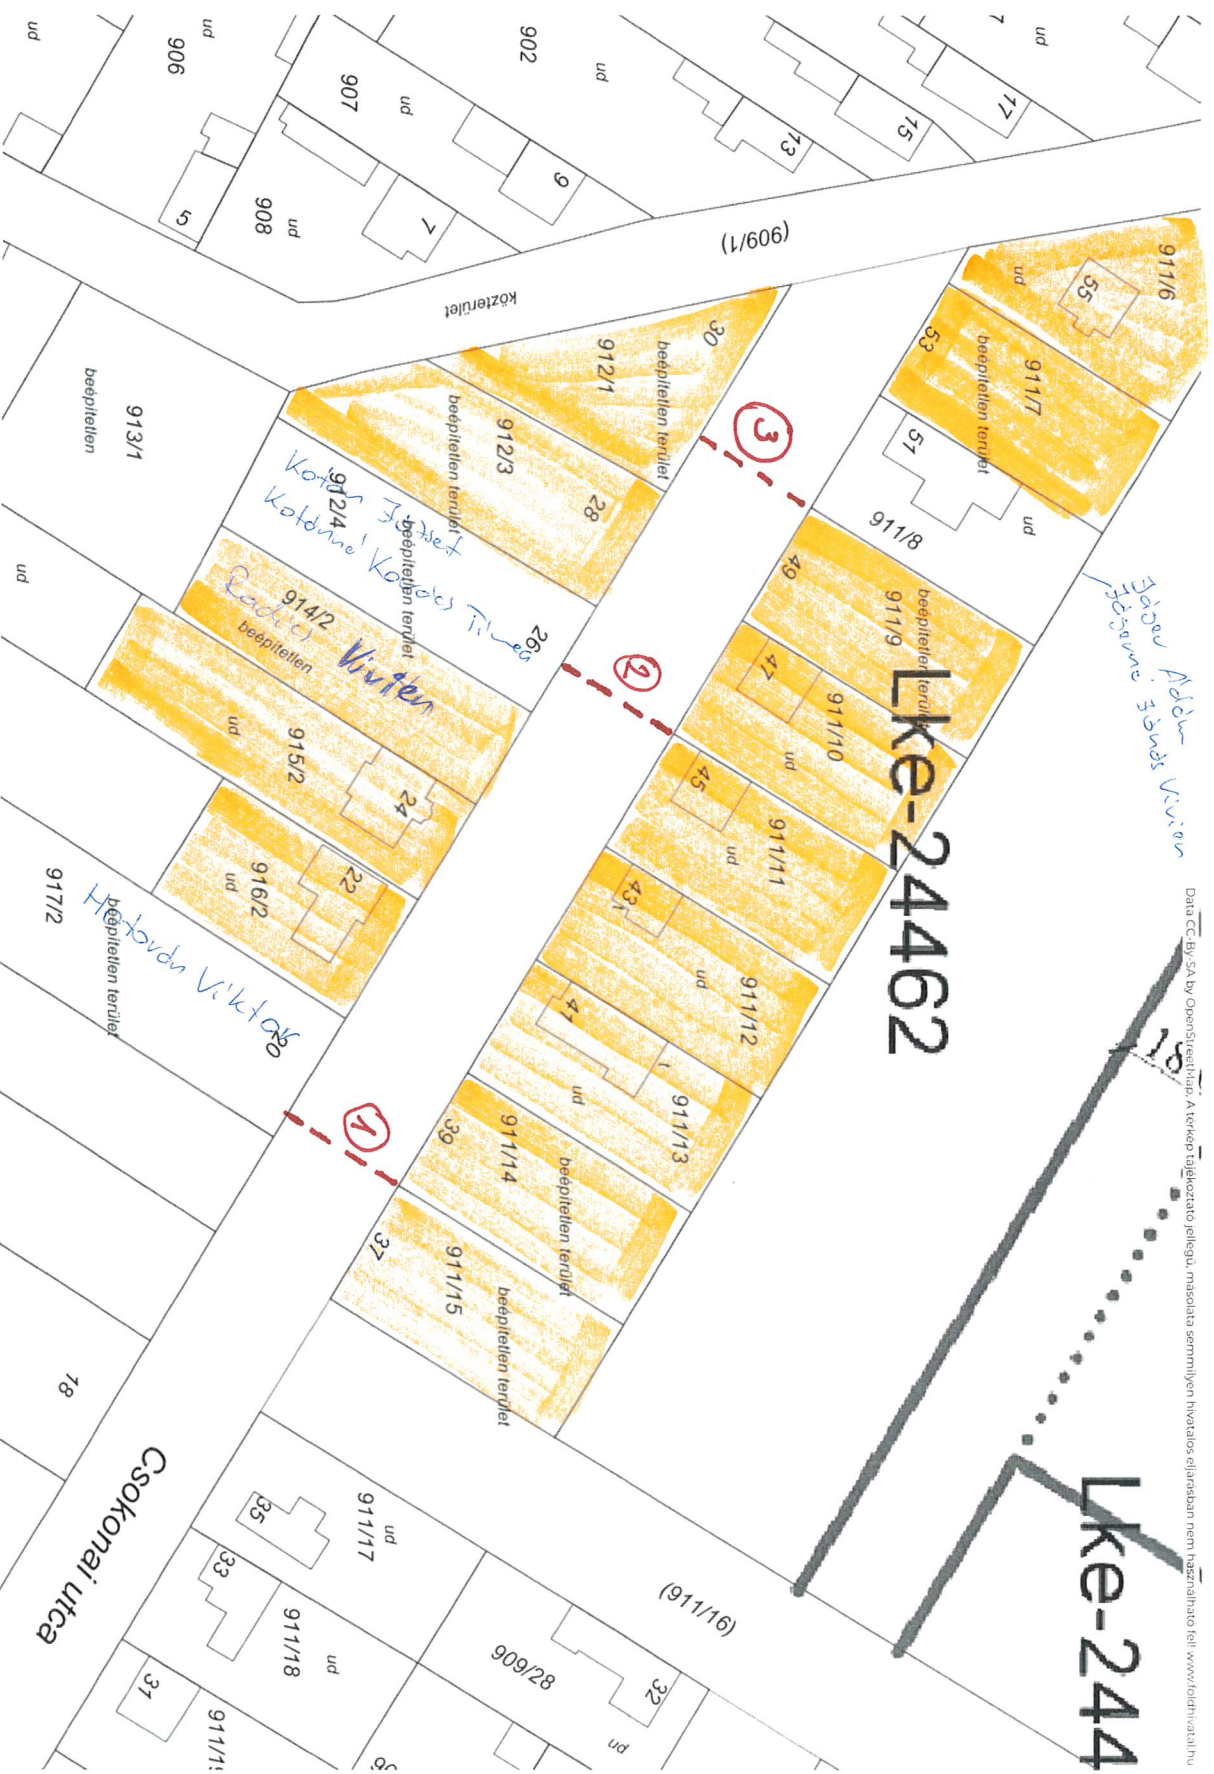 ud
906
ud
902
ud
907
ud
17
15
13
ud
9
7
5
908
ud
(909/1)
közterület
911/6
55
ud
53
911/7
beépítetlen terület
30
912/1
beépítetlen terület
3
51
911/8
ud
913/1
beépítetlen
912/3
beépítetlen terület
28
912/4
beépítetlen terület
26
Vivien
49
911/9
beépítetlen terület
Lke-24462
2
914/2
beépítetlen
Radics
Vivien
47
911/10
ud
45
911/11
ud
ud
915/2
ud
24
22
916/2
ud
43
911/12
ud
917/2
beépítetlen terület
Viktor
20
41
911/13
ud
1
39
911/14
beépítetlen terület
37
911/15
beépítetlen terület
18
18
Csokonai utca
35
911/17
ud
33
911/18
ud
31
(911/16)
909/28
32
ud
Lke-244
Data CC-By-SA by OpenStreetMap. A térkép tájékoztató jellegű, másolata semmilyen hivatalos eljárásban nem használható fel! www.foldhivatal.hu